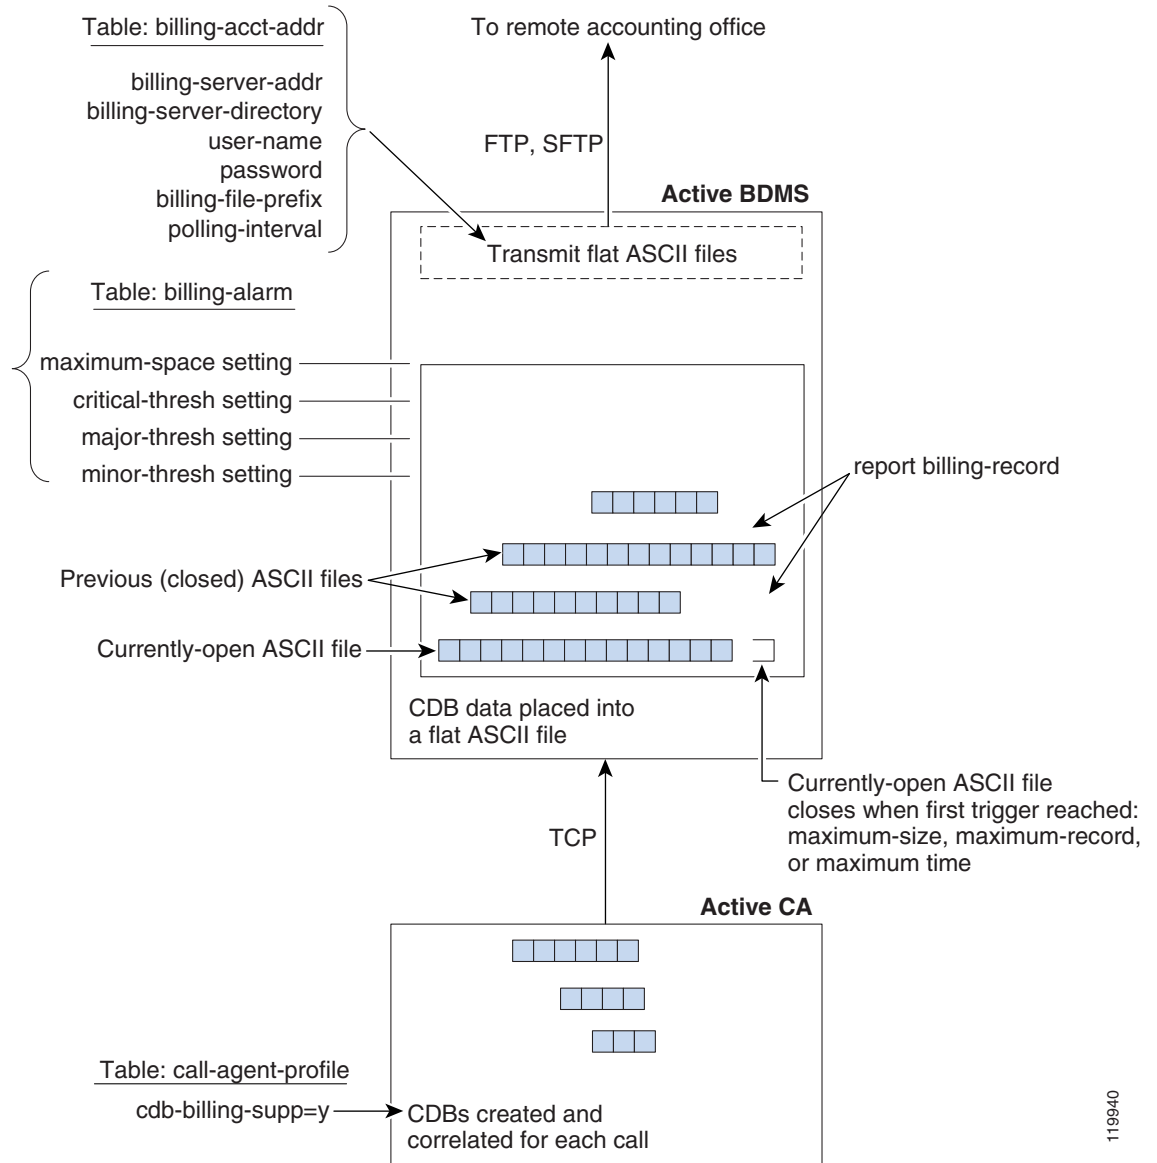 Table: billing-acct-addr
To remote accounting office
billing-server-addr
billing-server-directory
user-name
password
billing-file-prefix
polling-interval
FTP, SFTP
Active BDMS
Transmit flat ASCII files
Table: billing-alarm
maximum-space setting
critical-thresh setting
major-thresh setting
minor-thresh setting
report billing-record
Previous (closed) ASCII files
Currently-open ASCII file
CDB data placed into
a flat ASCII file
Currently-open ASCII file
closes when first trigger reached:
maximum-size, maximum-record,
or maximum time
TCP
Active CA
Table: call-agent-profile
cdb-billing-supp=y
CDBs created and
correlated for each call
119940